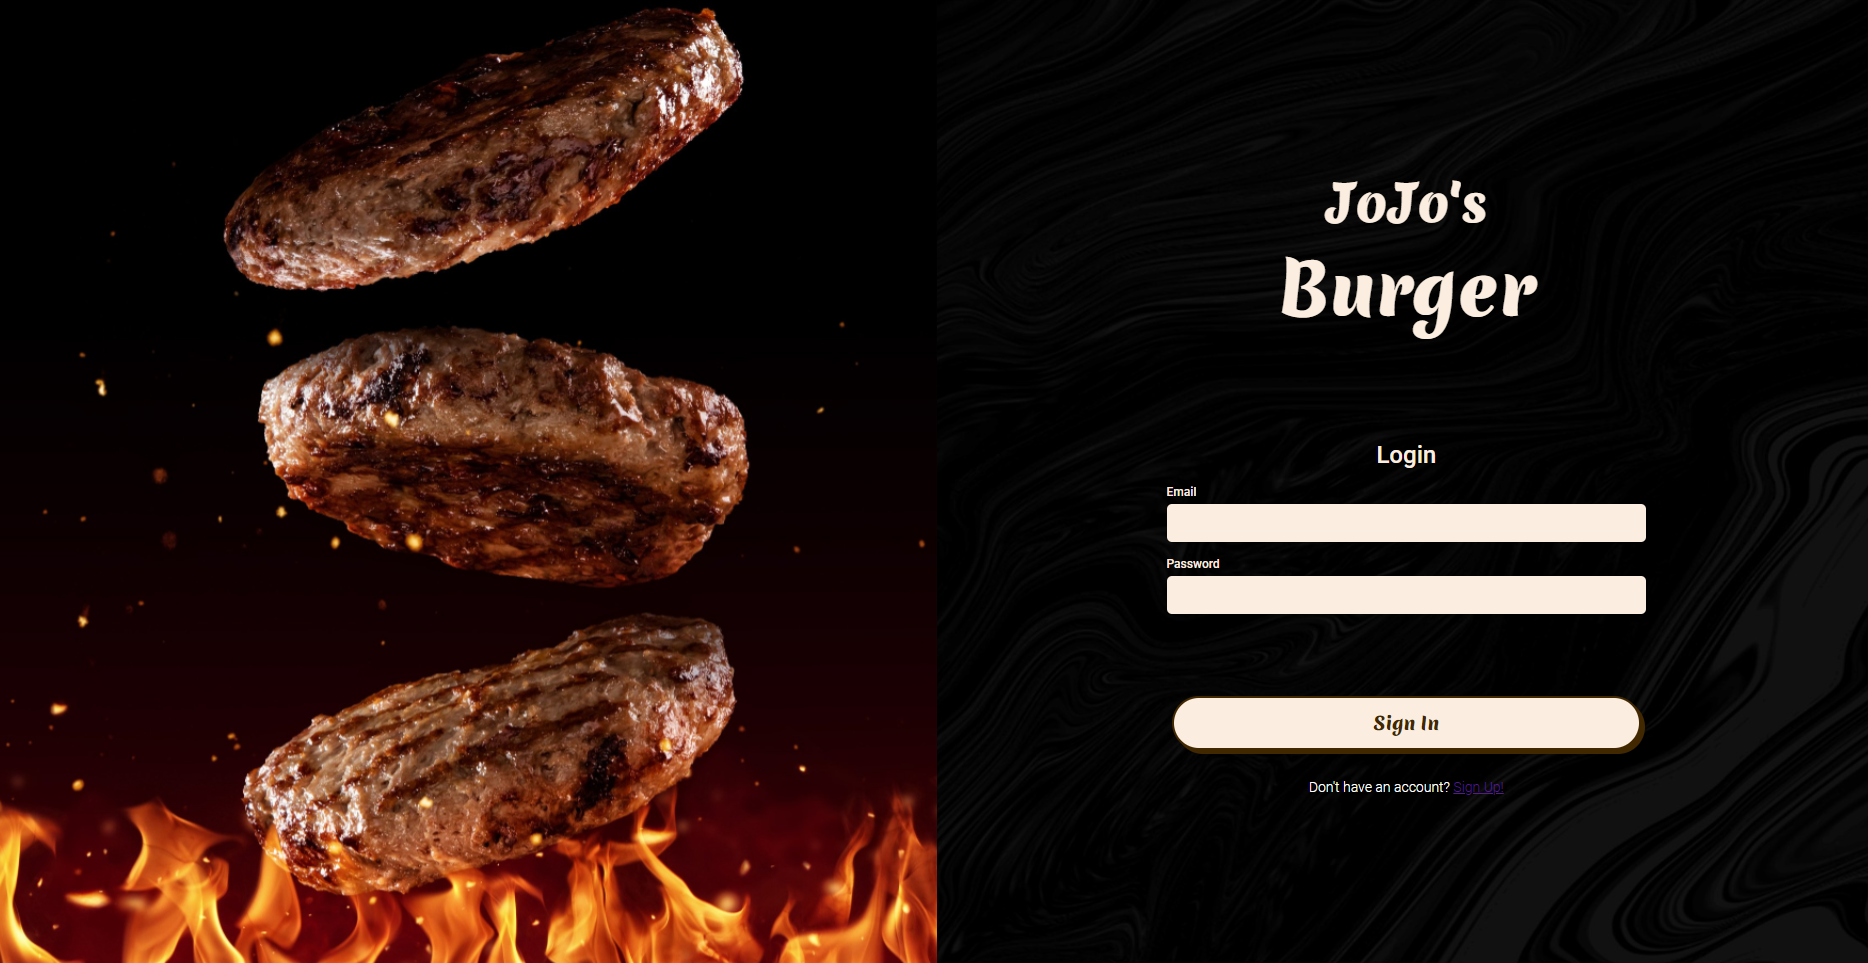 JoJo's
Burger
Login
Email
Password
Sign In
Don't have an account? Sign Up!